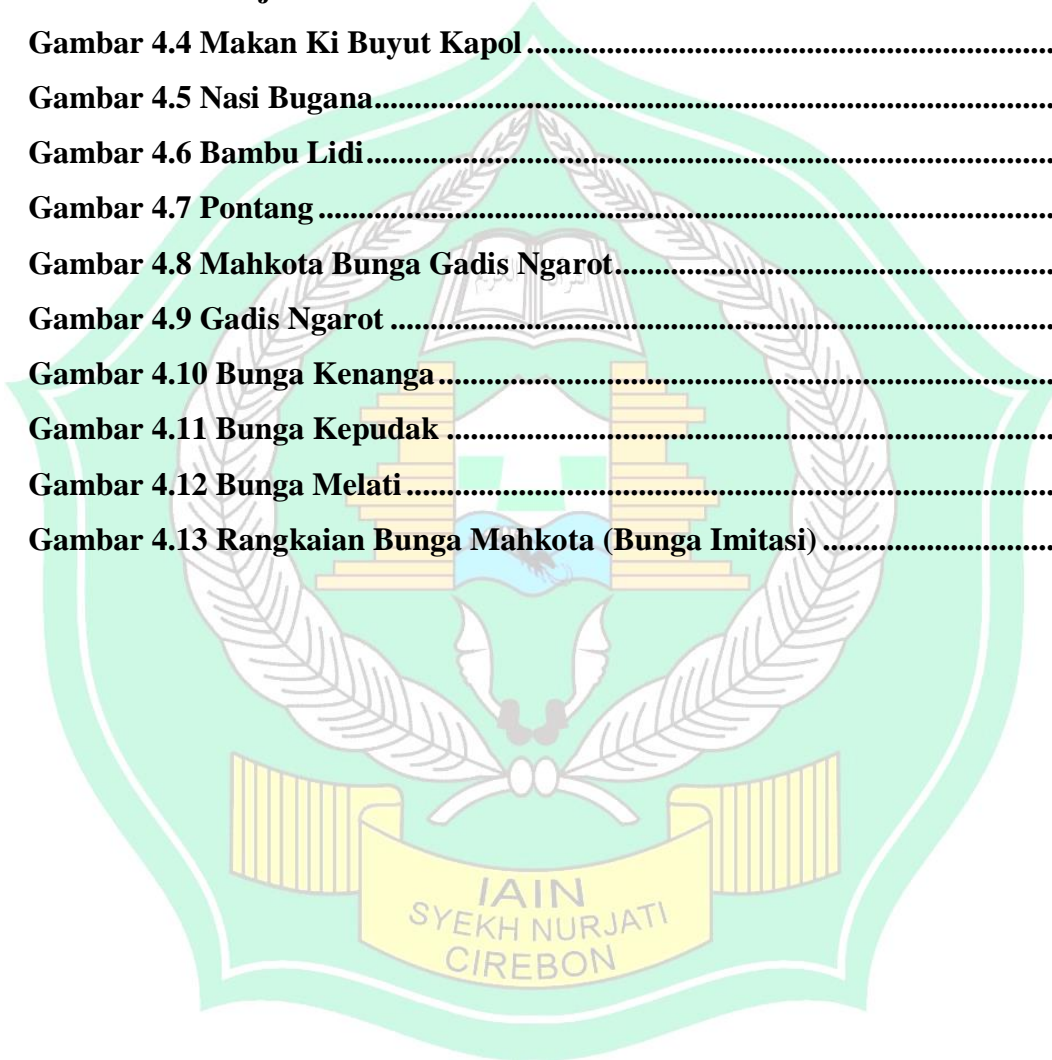 Gambar 4.4 Makan Ki Buyut Kapol
Gambar 4.5 Nasi Bugana
Gambar 4.6 Bambu Lidi
Gambar 4.7 Pontang
Gambar 4.8 Mahkota Bunga Gadis Ngarot
Gambar 4.9 Gadis Ngarot
Gambar 4.10 Bunga Kenanga
Gambar 4.11 Bunga Kepudak
Gambar 4.12 Bunga Melati
Gambar 4.13 Rangkaian Bunga Mahkota (Bunga Imitasi)
IAIN
SYEKH NURJATI
CIREBON